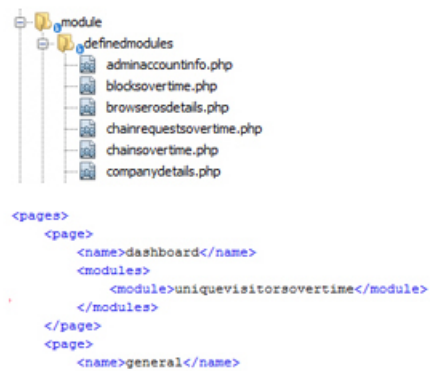 module
definedmodules
adminaccountinfo.php
blocksovertime.php
browserosdetails.php
chainrequestsovertime.php
chainsovertime.php
companydetails.php
<pages>
<page>
<name>dashboard</name>
<modules>
<module>uniquevisitorsovertime</module>
</modules>
</page>
<page>
<name>general</name>